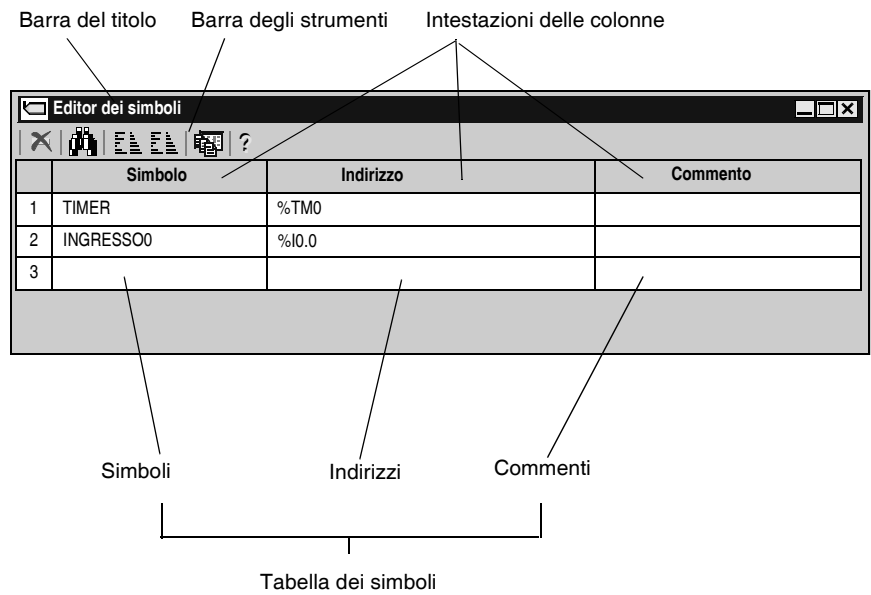 Barra del titolo Barra degli strumenti Intestazioni delle colonne
Editor dei simboli
?
Simbolo Indirizzo Commento
1 TIMER %TM0
2 INGRESSO0 %I0.0
3
Simboli Indirizzi Commenti
Tabella dei simboli